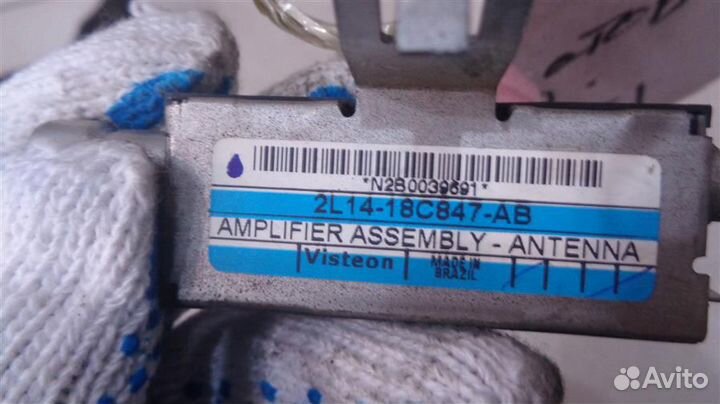 *N2B0039691*
2L14-18C847-AB
AMPLIFIER ASSEMBLY - ANTENNA
Visteon
MADE IN
BRAZIL
Avito